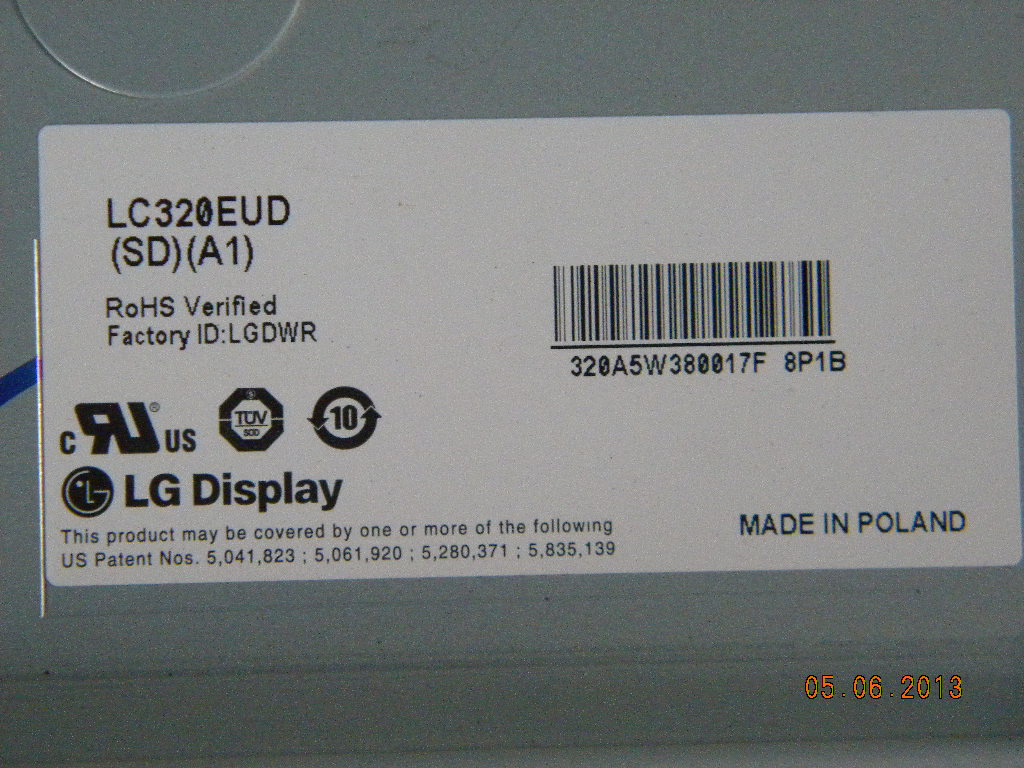 LC320EUD
(SD)(A1)
RoHS Verified
Factory ID:LGDWR
320A5W380017F 8P1B
c RU ® US
TÜV
10
LG Display
This product may be covered by one or more of the following
US Patent Nos. 5,041,823 ; 5,061,920 ; 5,280,371 ; 5,835,139
MADE IN POLAND
05.06.2013